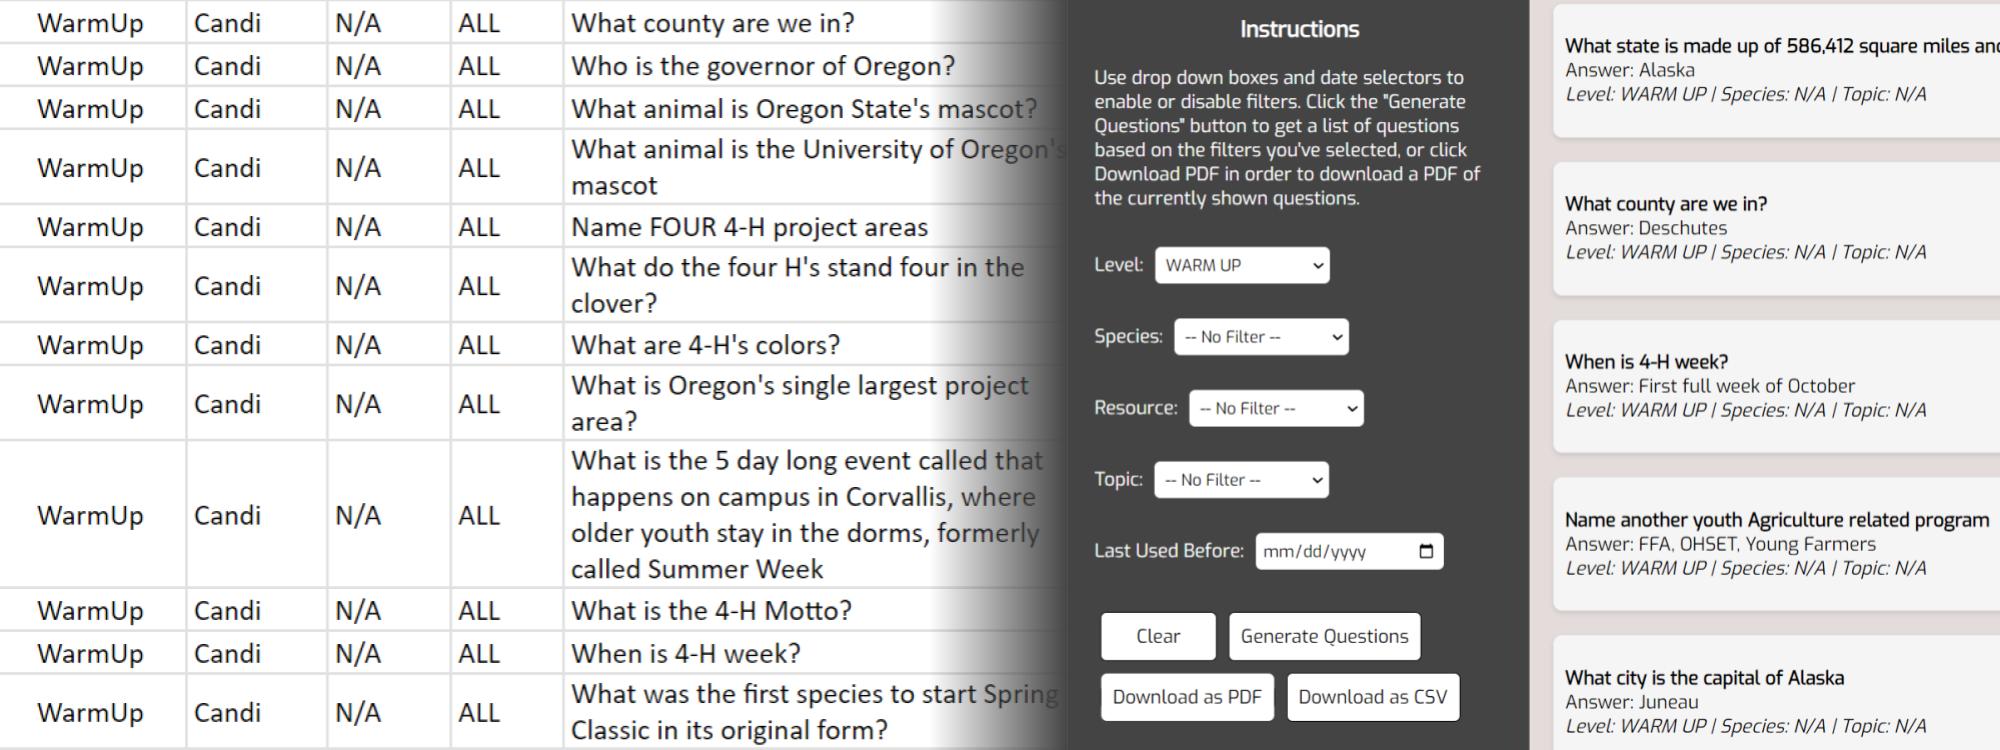 WarmUp Candi N/A ALL What county are we in?
WarmUp Candi N/A ALL Who is the governor of Oregon?
WarmUp Candi N/A ALL What animal is Oregon State's mascot?
WarmUp Candi N/A ALL What animal is the University of Oregon's
mascot
WarmUp Candi N/A ALL Name FOUR 4-H project areas
WarmUp Candi N/A ALL What do the four H's stand four in the
clover?
WarmUp Candi N/A ALL What are 4-H's colors?
WarmUp Candi N/A ALL What is Oregon's single largest project
area?
WarmUp Candi N/A ALL What is the 5 day long event called that
happens on campus in Corvallis, where
older youth stay in the dorms, formerly
called Summer Week
WarmUp Candi N/A ALL What is the 4-H Motto?
WarmUp Candi N/A ALL When is 4-H week?
WarmUp Candi N/A ALL What was the first species to start Spring
Classic in its original form?
Instructions
Use drop down boxes and date selectors to
enable or disable filters. Click the "Generate
Questions" button to get a list of questions
based on the filters you've selected, or click
Download PDF in order to download a PDF of
the currently shown questions.
Level: WARM UP
Species: -- No Filter --
Resource: -- No Filter --
Topic: -- No Filter --
Last Used Before: mm/dd/yyyy
Clear Generate Questions
Download as PDF Download as CSV
What state is made up of 586,412 square miles and
Answer: Alaska
Level: WARM UP | Species: N/A | Topic: N/A
What county are we in?
Answer: Deschutes
Level: WARM UP | Species: N/A | Topic: N/A
When is 4-H week?
Answer: First full week of October
Level: WARM UP | Species: N/A | Topic: N/A
Name another youth Agriculture related program
Answer: FFA, OHSET, Young Farmers
Level: WARM UP | Species: N/A | Topic: N/A
What city is the capital of Alaska
Answer: Juneau
Level: WARM UP | Species: N/A | Topic: N/A